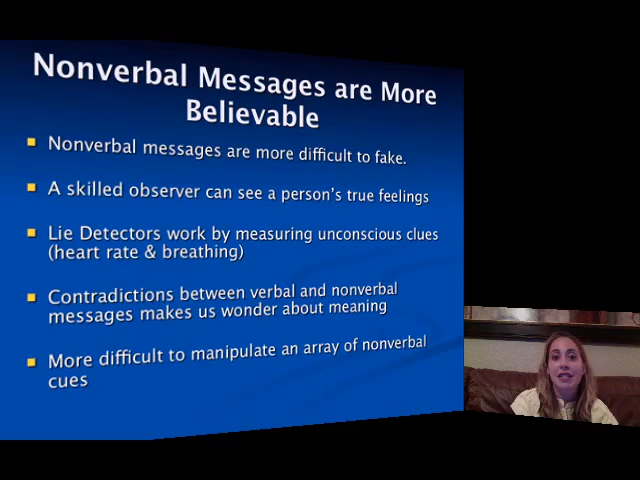 Nonverbal Messages are More
Believable
Nonverbal messages are more difficult to fake.
A skilled observer can see a person's true feelings
Lie Detectors work by measuring unconscious clues
(heart rate & breathing)
Contradictions between verbal and nonverbal
messages makes us wonder about meaning
More difficult to manipulate an array of nonverbal
cues